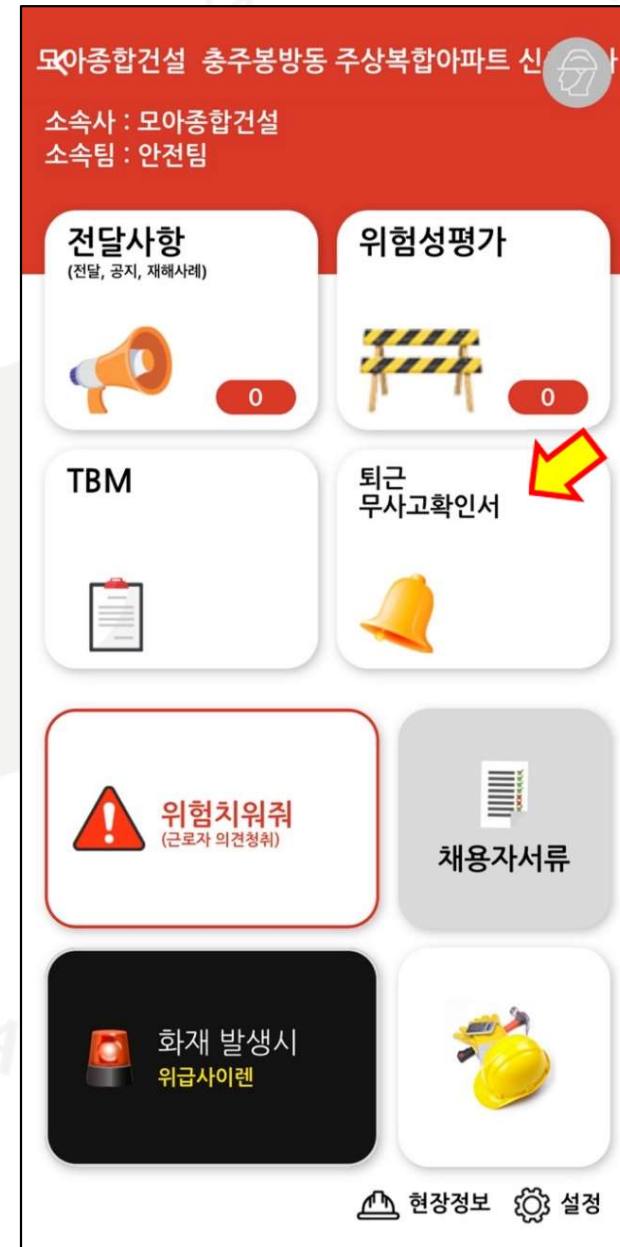 모아종합건설 충주봉방동 주상복합아파트 신
소속사 : 모아종합건설
소속팀 : 안전팀
전달사항
(전달, 공지, 재해사례)
0
위험성평가
0
TBM
퇴근
무사고확인서
위험치워줘
(근로자 의견청취)
채용자서류
화재 발생시
위급사이렌
현장정보
설정